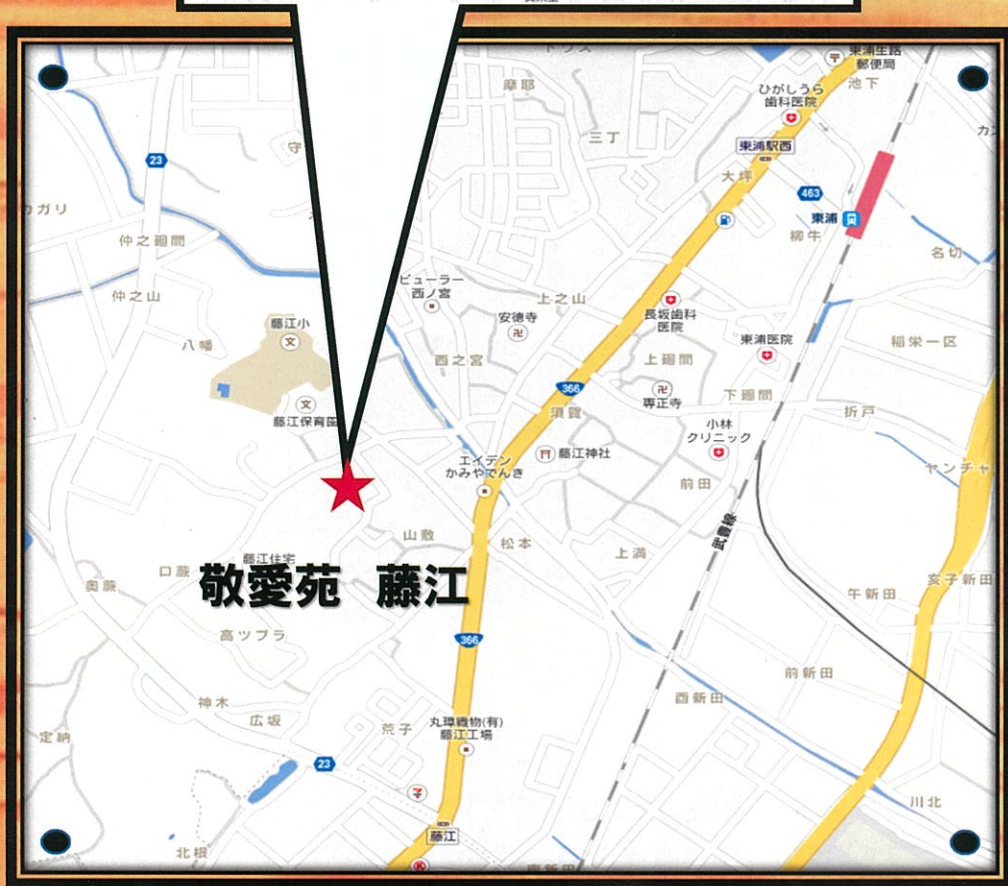 東浦生路
郵便局
池下
摩耶
ひがしうら
歯科医院
三丁
23
守
東浦駅西
大坪
463
東浦
柳牛
カガリ
仲之廻間
名切
仲之山
ビューラー
西ノ宮
上之山
安徳寺
長坂歯科
医院
藤江小
文
八幡
東浦医院
稲栄一区
西之宮
上廻間
366
専正寺
下廻間
折戸
文
藤江保育園
須賀
小林
クリニック
藤江神社
エイデン
かみやでんき
ヤンチャ
前田
山敷
松本
武豊線
上満
藤江住宅
口蕨
奥蕨
敬愛苑 藤江
亥子新田
午新田
高ツブラ
366
前新田
酉新田
神木
広坂
荒子
丸璋織物(有)
藤江工場
定納
23
川北
藤江
北根